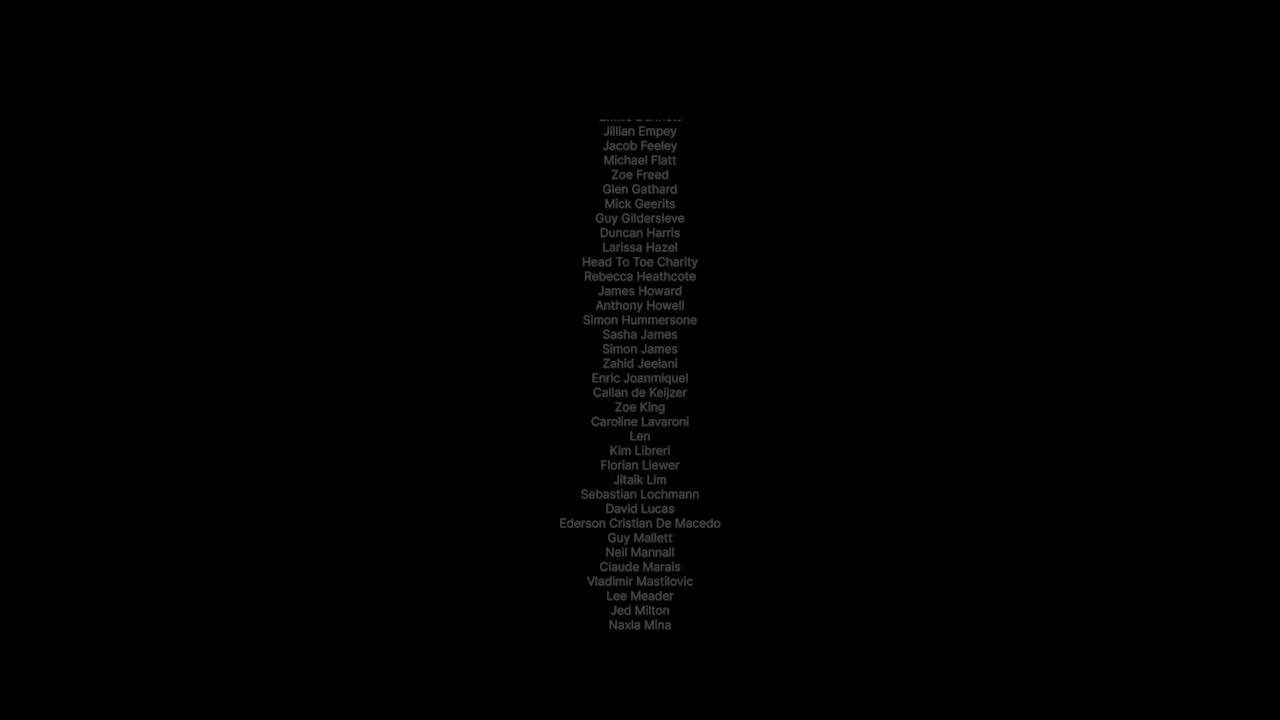 Jillian Empey
Jacob Feeley
Michael Flatt
Zoe Freed
Glen Gathard
Mick Geerits
Guy Gildersleve
Duncan Harris
Larissa Hazel
Head To Toe Charity
Rebecca Heathcote
James Howard
Anthony Howell
Simon Hummersone
Sasha James
Simon James
Zahid Jeelani
Enric Joanmiquel
Callan de Keijzer
Zoe King
Caroline Lavaroni
Len
Kim Libreri
Florian Liewer
Jitaik Lim
Sebastian Lochmann
David Lucas
Ederson Cristian De Macedo
Guy Mallett
Neil Mannall
Claude Marais
Vladimir Mastilovic
Lee Meader
Jed Milton
Naxla Mina